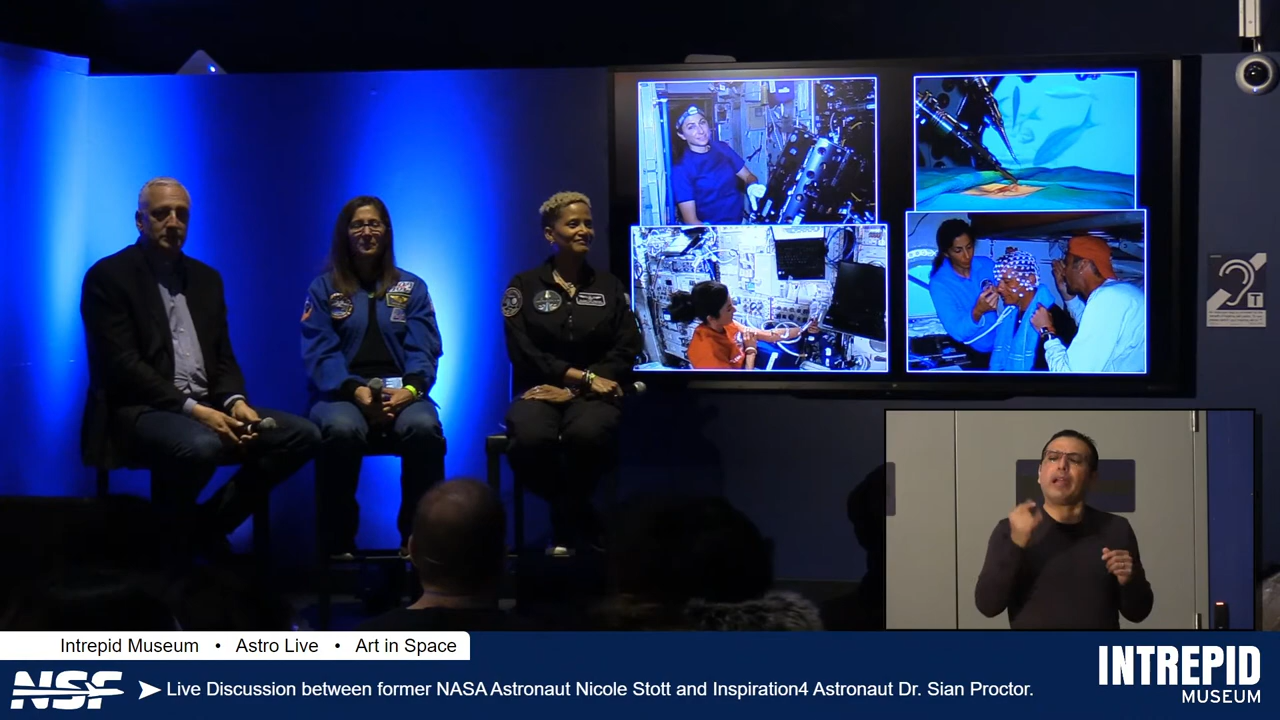 T
Intrepid Museum • Astro Live • Art in Space
NSF
Live Discussion between former NASA Astronaut Nicole Stott and Inspiration4 Astronaut Dr. Sian Proctor.
INTREPID
MUSEUM